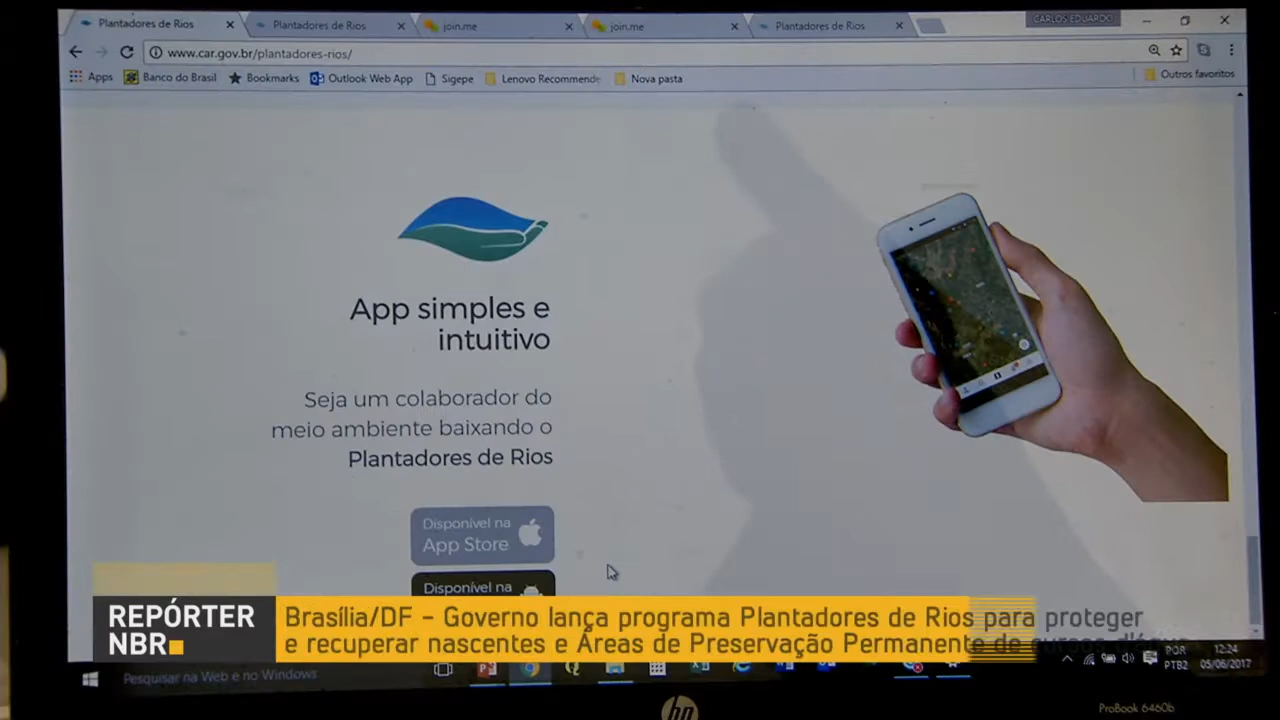 Plantadores de Rios
Plantadores de Rios
join.me
join.me
Plantadores de Rios
CARLOS EDUARDO
www.car.gov.br/plantadores-rios/
Apps
Banco do Brasil
Bookmarks
Outlook Web App
Sigepe
Lenovo Recommende
Nova pasta
Outros favoritos
App simples e
intuitivo
Seja um colaborador do
meio ambiente baixando o
Plantadores de Rios
Disponível na
App Store
Disponível na
REPÓRTER
NBR
Brasília/DF – Governo lança programa Plantadores de Rios para proteger
e recuperar nascentes e Áreas de Preservação Permanente de cursos d'água
Pesquisar na Web e no Windows
POR
PTB2
12:24
05/06/2017
hp
ProBook 6460b